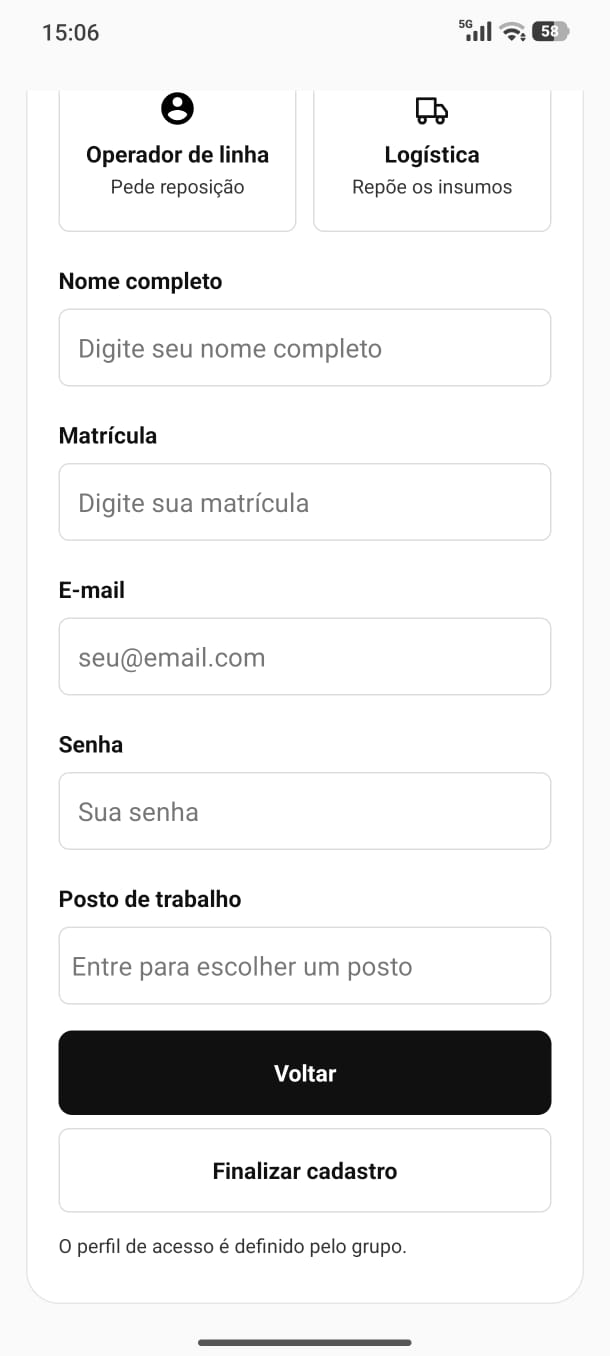 15:06
5G
58
Operador de linha
Pede reposição
Logística
Repõe os insumos
Nome completo
Digite seu nome completo
Matrícula
Digite sua matrícula
E-mail
seu@email.com
Senha
Sua senha
Posto de trabalho
Entre para escolher um posto
Voltar
Finalizar cadastro
O perfil de acesso é definido pelo grupo.